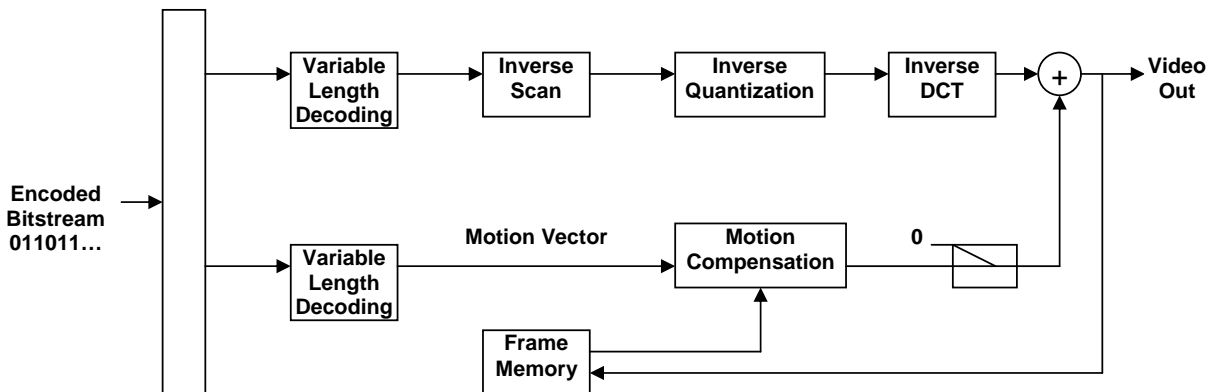 Variable
Length
Decoding
Inverse
Scan
Inverse
Quantization
Inverse
DCT
+
Video
Out
Encoded
Bitstream
011011…
Variable
Length
Decoding
Motion Vector
Motion
Compensation
0
Frame
Memory